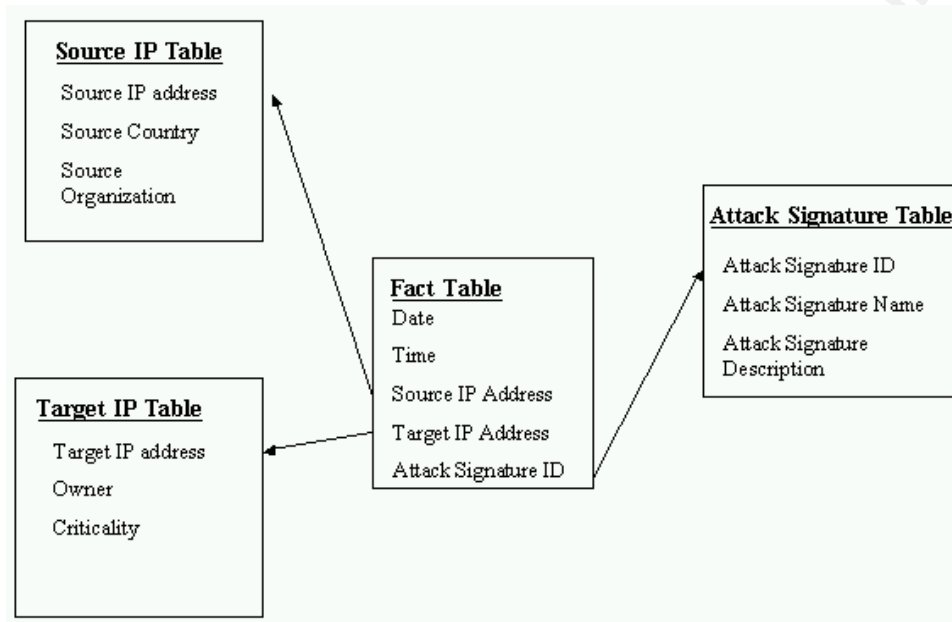 Source IP Table
Source IP address
Source Country
Source
Organization
Target IP Table
Target IP address
Owner
Criticality
Fact Table
Date
Time
Source IP Address
Target IP Address
Attack Signature ID
Attack Signature Table
Attack Signature ID
Attack Signature Name
Attack Signature
Description